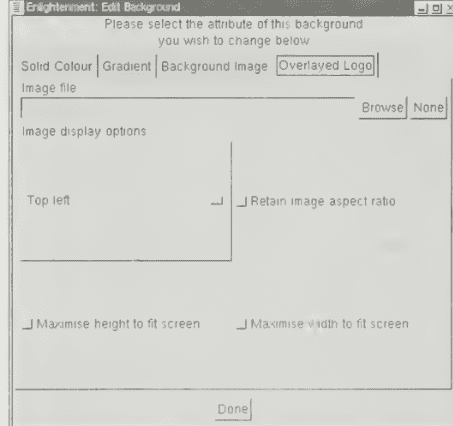 Enlightenment: Edit Background
Please select the attribute of this background
you wish to change below
Solid Colour Gradient Background Image Overlayed Logo
Image file
Browse None
Image display options
Top left
Retain image aspect ratio
Maximise height to fit screen Maximise width to fit screen
Done